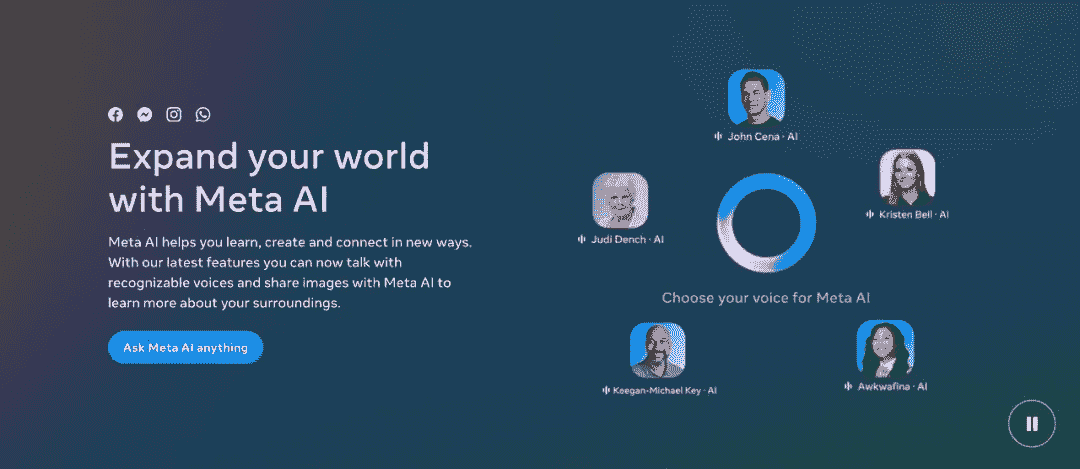 Expand your world
with Meta AI
Meta AI helps you learn, create and connect in new ways.
With our latest features you can now talk with
recognizable voices and share images with Meta AI to
learn more about your surroundings.
Ask Meta AI anything
John Cena · AI
Judi Dench · AI
Kristen Bell · AI
Choose your voice for Meta AI
Keegan-Michael Key · AI
Awkwafina · AI